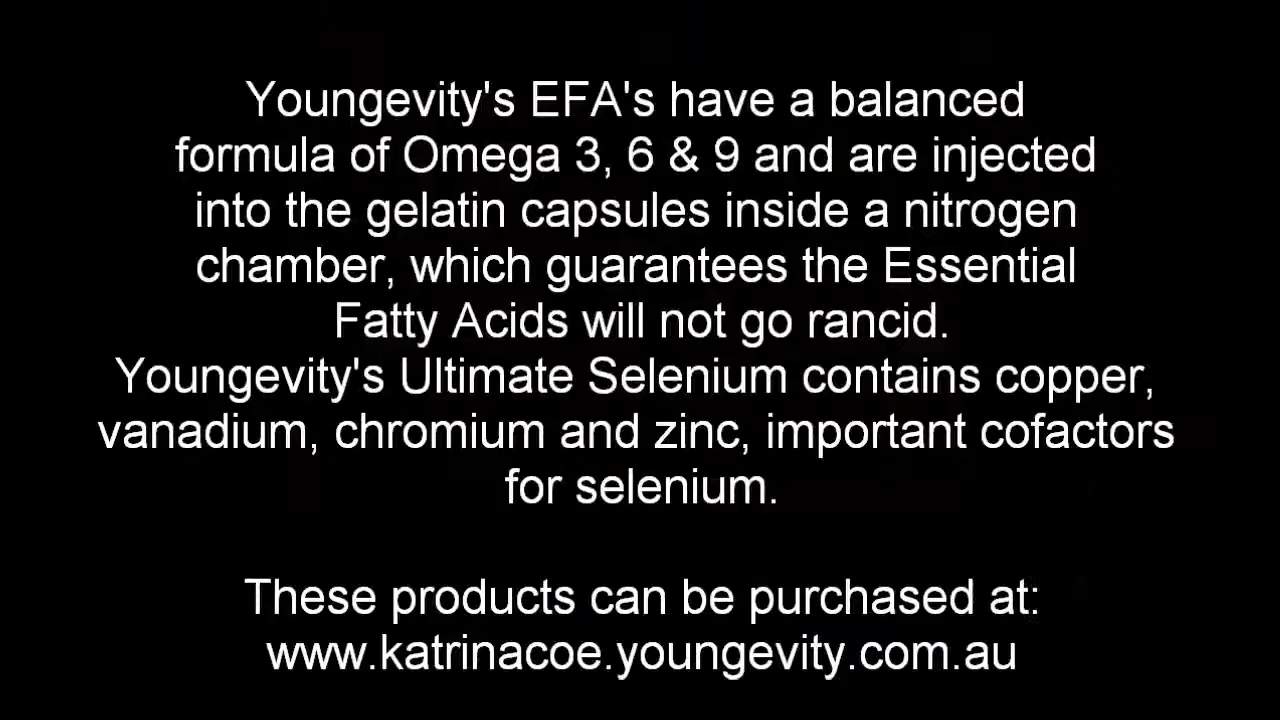 Youngevity's EFA's have a balanced
formula of Omega 3, 6 & 9 and are injected
into the gelatin capsules inside a nitrogen
chamber, which guarantees the Essential
Fatty Acids will not go rancid.
Youngevity's Ultimate Selenium contains copper,
vanadium, chromium and zinc, important cofactors
for selenium.
These products can be purchased at:
www.katrinacoe.youngevity.com.au